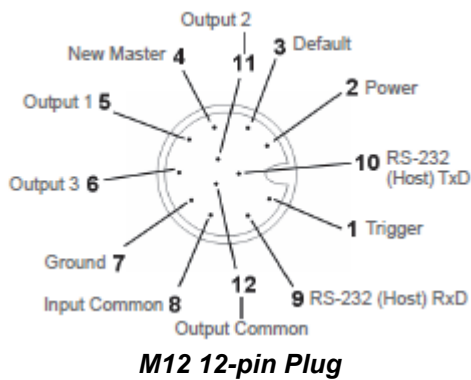 Output 2
11
3 Default
New Master 4
2 Power
Output 1 5
10 RS-232
(Host) TxD
Output 3 6
1 Trigger
Ground 7
12
Input Common 8
9 RS-232 (Host) RxD
Output Common
M12 12-pin Plug